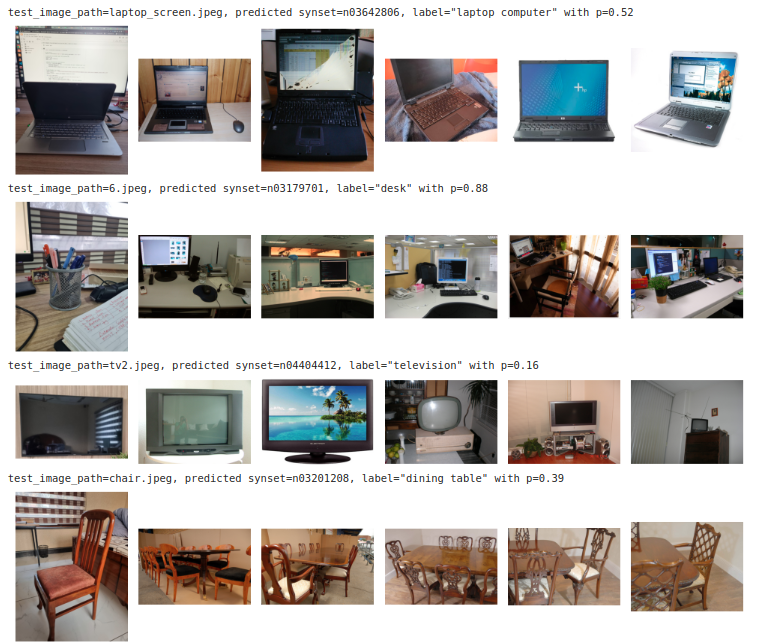 test_image_path=laptop_screen.jpeg, predicted synset=n03642806, label="laptop computer" with p=0.52
test_image_path=6.jpeg, predicted synset=n03179701, label="desk" with p=0.88
test_image_path=tv2.jpeg, predicted synset=n04404412, label="television" with p=0.16
test_image_path=chair.jpeg, predicted synset=n03201208, label="dining table" with p=0.39